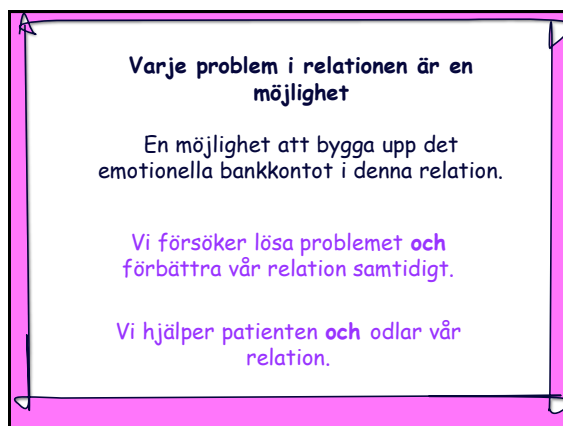 Varje problem i relationen är en
möjlighet
En möjlighet att bygga upp det
emotionella bankkontot i denna relation.
Vi försöker lösa problemet och
förbättra vår relation samtidigt.
Vi hjälper patienten och odlar vår
relation.